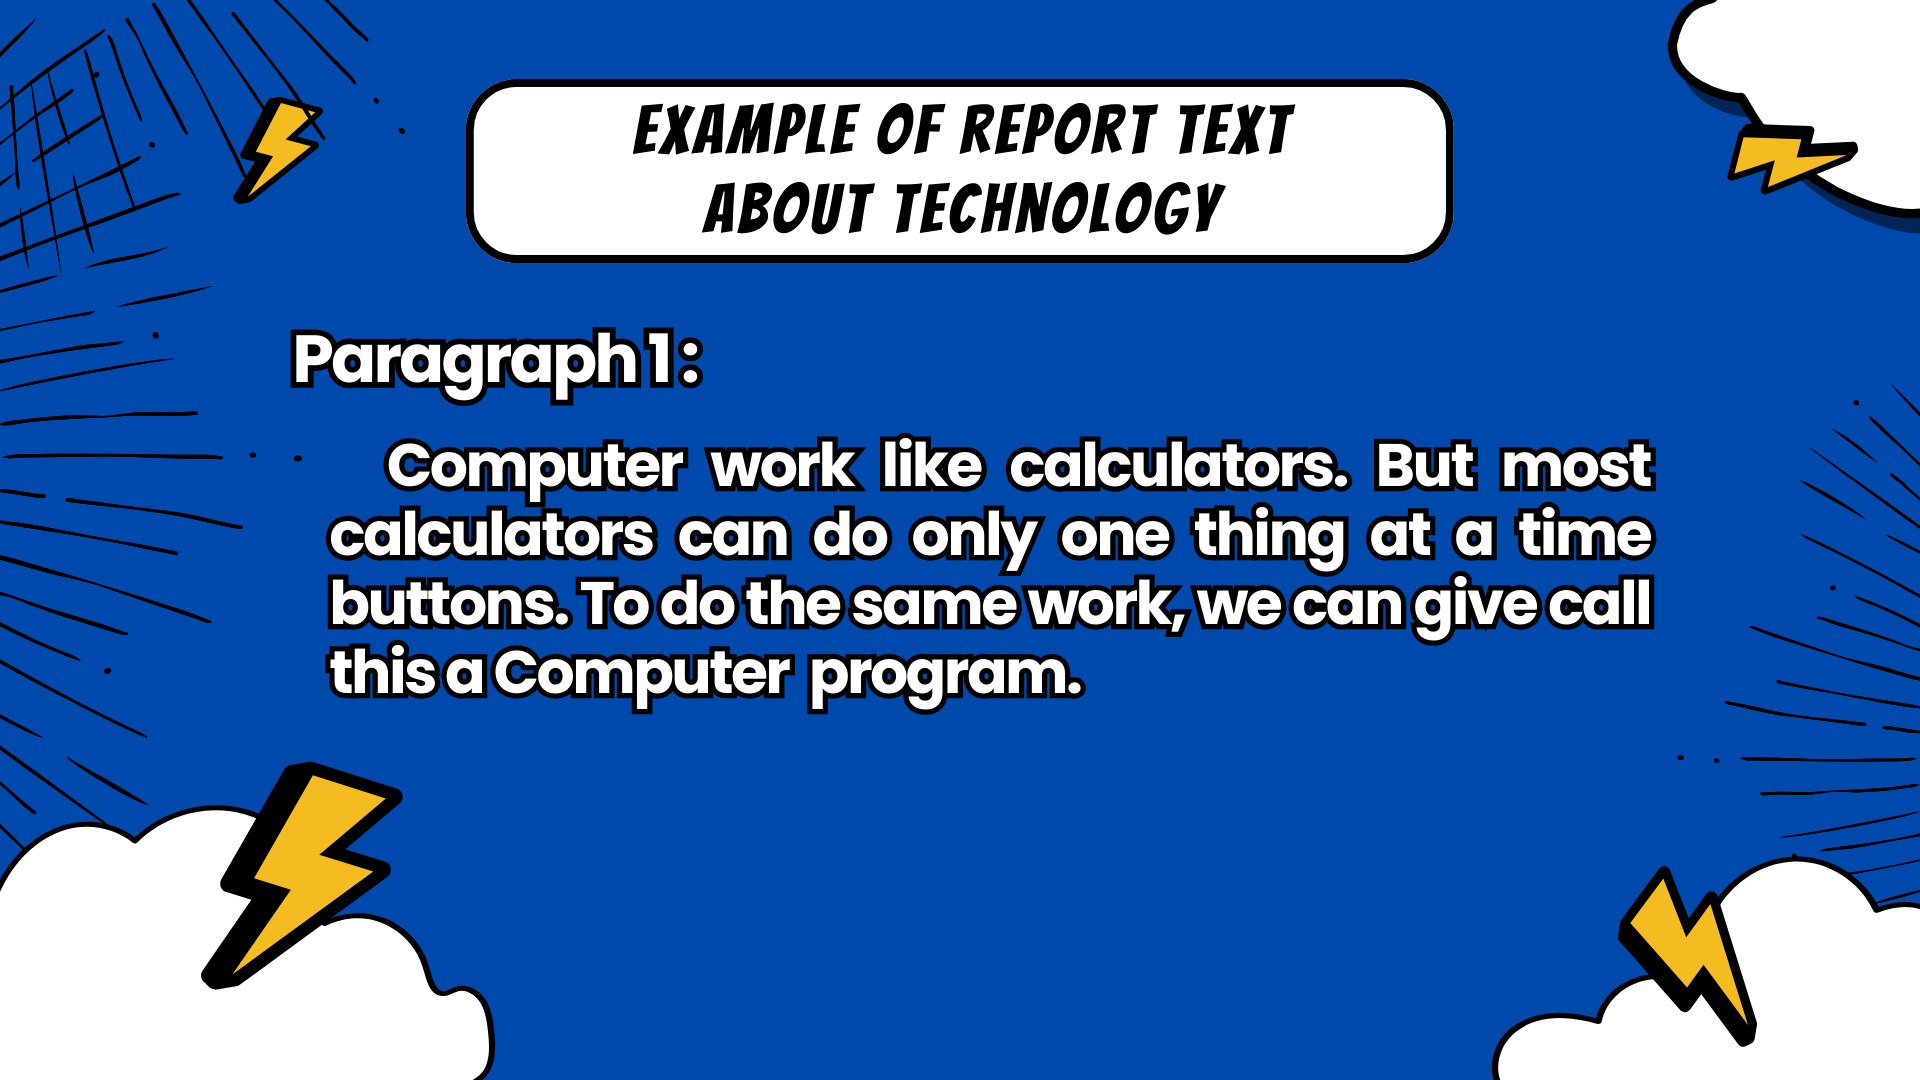 EXAMPLE OF REPORT TEXT
ABOUT TECHNOLOGY
Paragraph 1 :
Computer work like calculators. But most
calculators can do only one thing at a time
buttons. To do the same work, we can give call
this a Computer program.